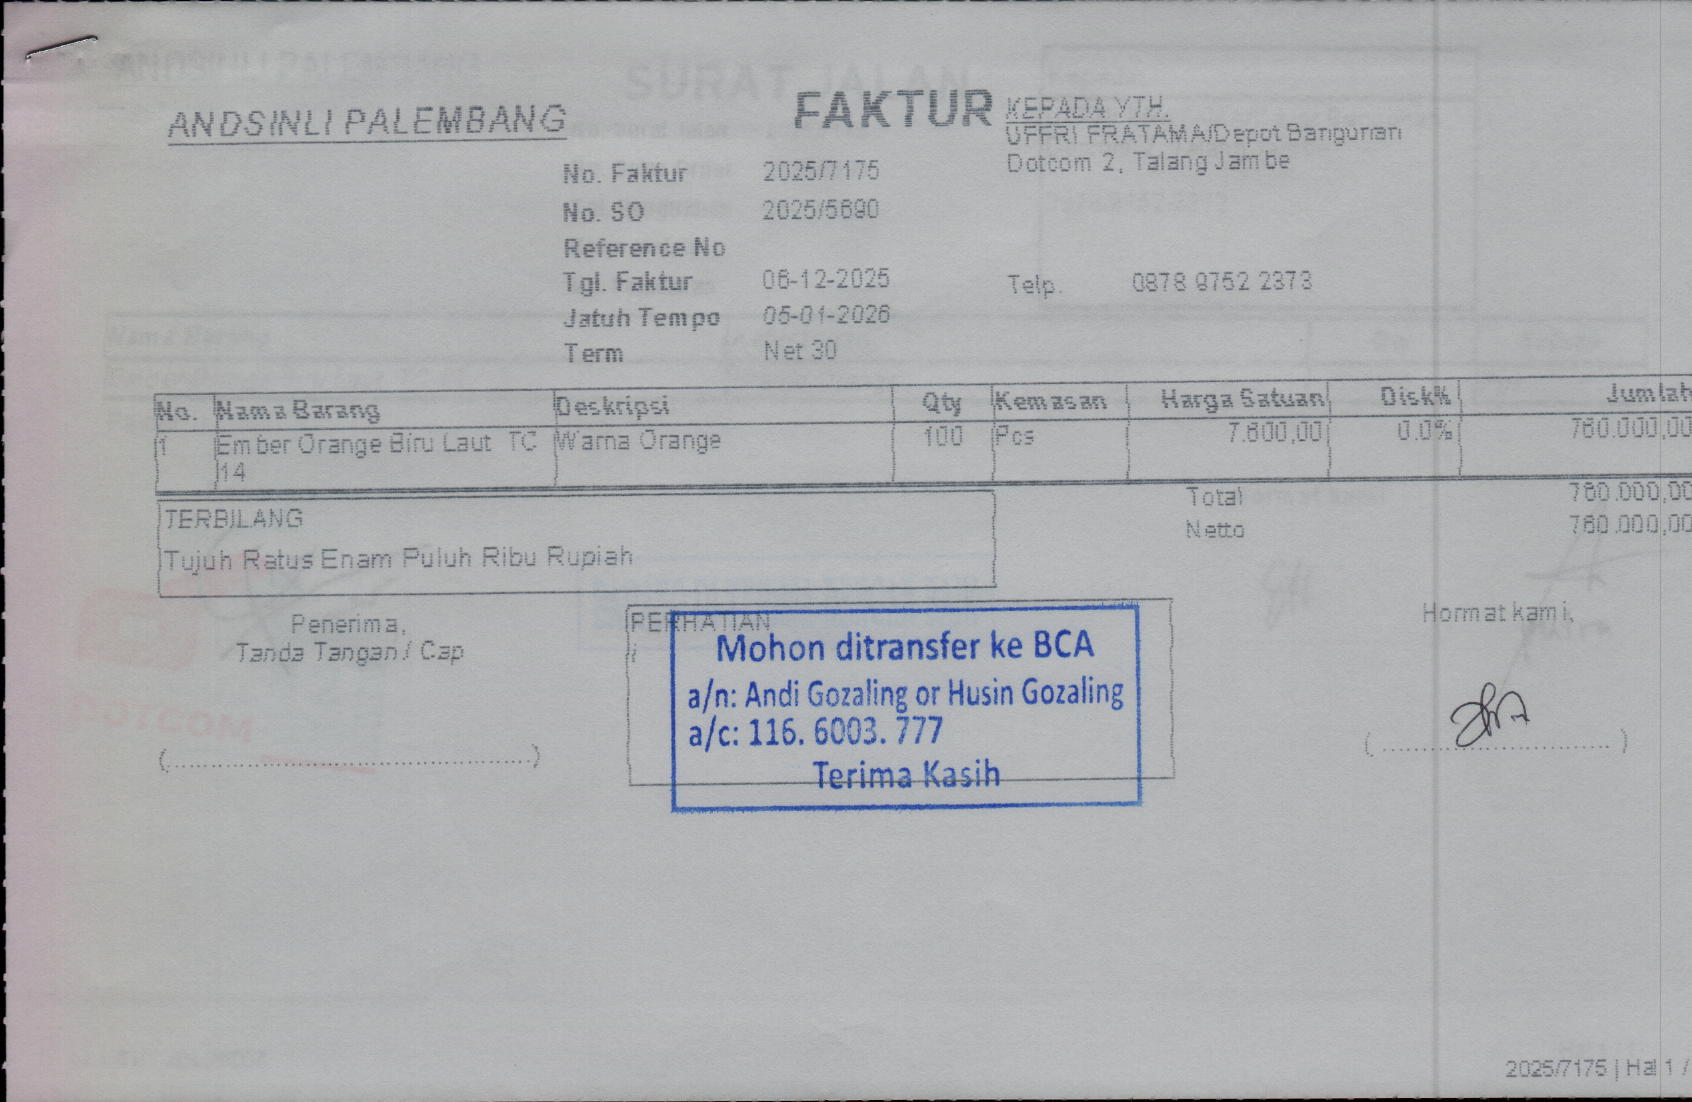 ANDSINLI PALEMBANG
FAKTUR
KEPADA YTH.
UFFRI FRATAMA/Depot Bangunan
Dotcom 2, Talang Jambe
No. Faktur 2025/7175
No. SO 2025/5690
Reference No
Tgl. Faktur 06-12-2025
Telp. 0878 9752 2373
Jatuh Tempo 05-01-2026
Term Net 30
No. Nama Barang Deskripsi Qty Kemasan Harga Satuan Disk% Jumlah
1 Ember Orange Biru Laut TC Warna Orange 100 Pcs 7.600,00 0.0% 760.000,00
14
Total 760.000,00
TERBILANG
Netto 760.000,00
Tujuh Ratus Enam Puluh Ribu Rupiah
Penerima,
Tanda Tangan / Cap
PERHATIAN
Mohon ditransfer ke BCA
a/n: Andi Gozaling or Husin Gozaling
a/c: 116. 6003. 777
Terima Kasih
Hormat kami,
SURAT JALAN
DOTCOM
2025/7175 | Hal 1 /